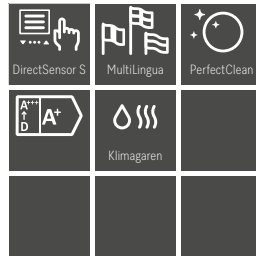 DirectSensor S
MultiLingua
PerfectClean
A+++
D
A+
Klimagaren